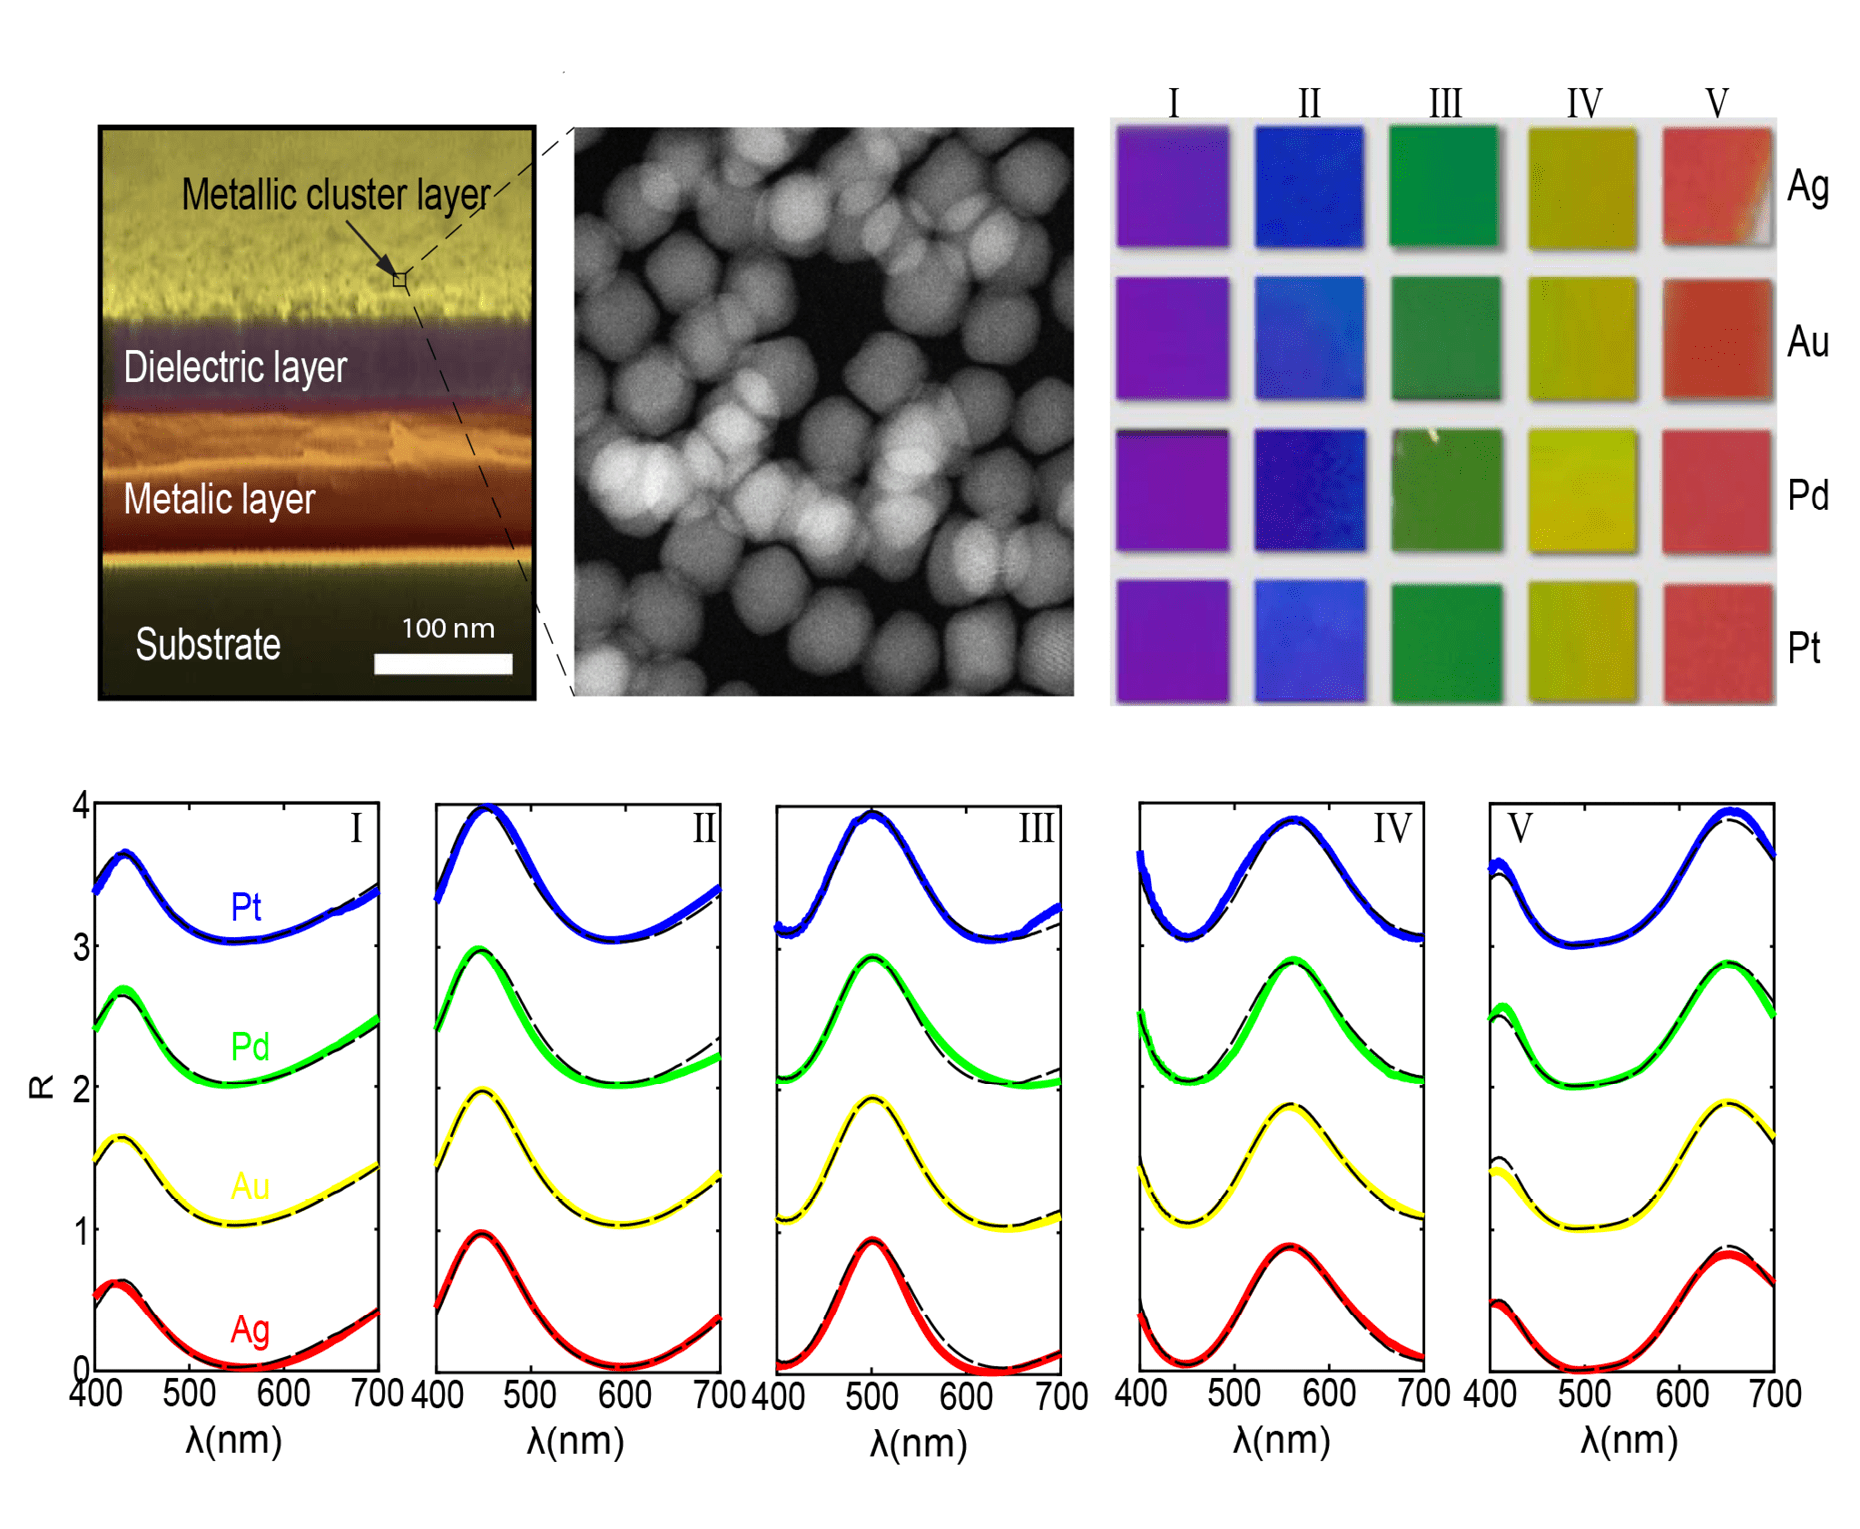 I II III IV V
Metallic cluster layer
Ag
Au
Dielectric layer
Metalic layer
Pd
100 nm
Substrate
Pt
4
I
II
III
IV
V
Pt
3
Pd
R
2
Au
1
Ag
0
400 500 600 700
400 500 600 700
400 500 600 700
400 500 600 700
400 500 600 700
λ(nm)
λ(nm)
λ(nm)
λ(nm)
λ(nm)